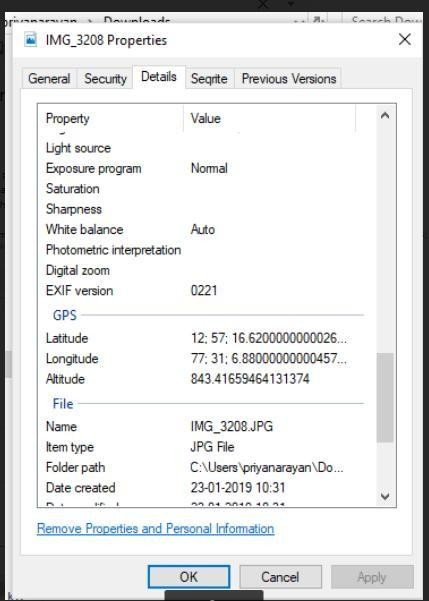 Downloads
Search Dow
IMG_3208 Properties
General Security Details Seqrite Previous Versions
Property Value
Light source
Exposure program Normal
Saturation
Sharpness
White balance Auto
Photometric interpretation
Digital zoom
EXIF version 0221
GPS
Latitude 12; 57; 16.6200000000026...
Longitude 77; 31; 6.88000000000457...
Altitude 843.41659464131374
File
Name IMG_3208.JPG
Item type JPG File
Folder path C:\Users\priyanarayan\Do...
Date created 23-01-2019 10:31
Remove Properties and Personal Information
OK Cancel Apply